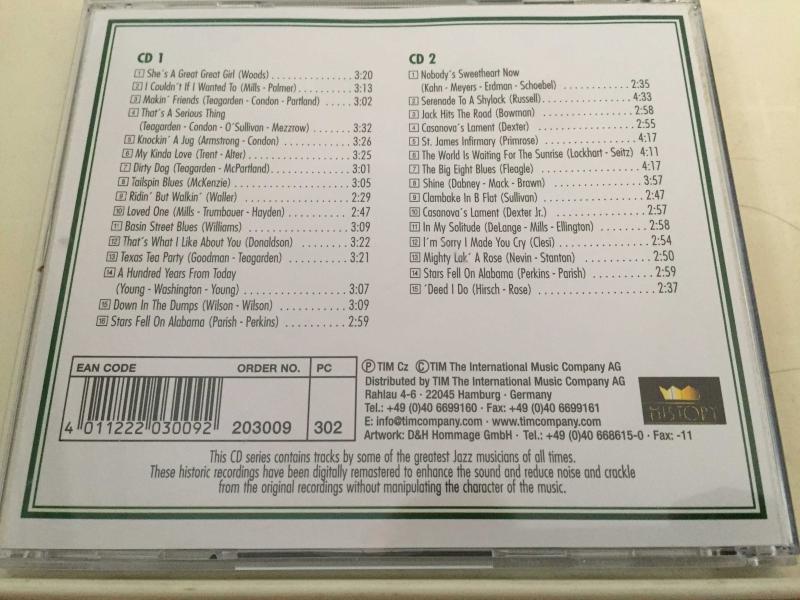 CD 1
1 She's A Great Great Girl (Woods) . . . . . . . . . . . . . . 3:20
2 I Couldn't If I Wanted To (Mills - Palmer) . . . . . . . . . 3:13
3 Makin' Friends (Teagarden - Condon - Partland) . . . . . . . 3:02
4 That's A Serious Thing
(Teagarden - Condon - O'Sullivan - Mezzrow) . . . . . . . . 3:32
5 Knockin' A Jug (Armstrong - Condon) . . . . . . . . . . . . 3:26
6 My Kinda Love (Trent - Alter) . . . . . . . . . . . . . . . 3:25
7 Dirty Dog (Teagarden - McPartland) . . . . . . . . . . . . . 3:01
8 Tailspin Blues (McKenzie) . . . . . . . . . . . . . . . . . 3:05
9 Ridin' But Walkin' (Waller) . . . . . . . . . . . . . . . . 2:29
10 Loved One (Mills - Trumbauer - Hayden) . . . . . . . . . . 2:47
11 Basin Street Blues (Williams) . . . . . . . . . . . . . . . 3:09
12 That's What I Like About You (Donaldson) . . . . . . . . . 3:22
13 Texas Tea Party (Goodman - Teagarden) . . . . . . . . . . . 3:21
14 A Hundred Years From Today
(Young - Washington - Young) . . . . . . . . . . . . . . . . 3:07
15 Down In The Dumps (Wilson - Wilson) . . . . . . . . . . . . 3:09
16 Stars Fell On Alabama (Parish - Perkins) . . . . . . . . . 2:59
CD 2
1 Nobody's Sweetheart Now
(Kahn - Meyers - Erdman - Schoebel) . . . . . . . . . . . . 2:35
2 Serenade To A Shylock (Russell) . . . . . . . . . . . . . . 4:33
3 Jack Hits The Road (Bowman) . . . . . . . . . . . . . . . . 2:58
4 Casanova's Lament (Dexter) . . . . . . . . . . . . . . . . . 2:55
5 St. James Infirmary (Primrose) . . . . . . . . . . . . . . . 4:17
6 The World Is Waiting For The Sunrise (Lockhart - Seitz) 4:11
7 The Big Eight Blues (Fleagle) . . . . . . . . . . . . . . . 4:17
8 Shine (Dabney - Mack - Brawn) . . . . . . . . . . . . . . . 3:57
9 Clambake In B Flat (Sullivan) . . . . . . . . . . . . . . . 2:47
10 Casanova's Lament (Dexter Jr.) . . . . . . . . . . . . . . 2:57
11 In My Solitude (DeLange - Mills - Ellington) . . . . . . . 2:58
12 I'm Sorry I Made You Cry (Clesi) . . . . . . . . . . . . . 2:54
13 Mighty Lak' A Rose (Nevin - Stanton) . . . . . . . . . . . 2:50
14 Stars Fell On Alabama (Perkins - Parish) . . . . . . . . . 2:59
15 ´Deed I Do (Hirsch - Rose) . . . . . . . . . . . . . . . . 2:37
EAN CODE ORDER NO. PC
4 011222 030092 203009 302
Ⓟ TIM Cz Ⓒ TIM The International Music Company AG
Distributed by TIM The International Music Company AG
Rahlau 4-6 · 22045 Hamburg · Germany
Tel.: +49 (0)40 6699160 · Fax: +49 (0)40 6699161
E: info@timcompany.com · www.timcompany.com
Artwork: D&H Hommage GmbH · Tel.: +49 (0)40 668615-0 · Fax: -11
HISTORY
This CD series contains tracks by some of the greatest Jazz musicians of all times.
These historic recordings have been digitally remastered to enhance the sound and reduce noise and crackle
from the original recordings without manipulating the character of the music.